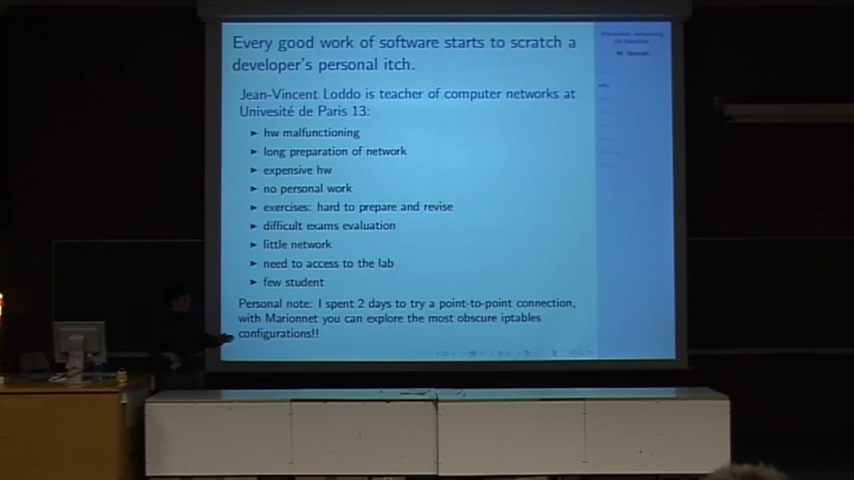 Every good work of software starts to scratch a
developer's personal itch.
Jean-Vincent Loddo is teacher of computer networks at
Univesité de Paris 13:
► hw malfunctioning
► long preparation of network
► expensive hw
► no personal work
► exercises: hard to prepare and revise
► difficult exams evaluation
► little network
► need to access to the lab
► few student
Personal note: I spent 2 days to try a point-to-point connection,
with Marionnet you can explore the most obscure iptables
configurations!!